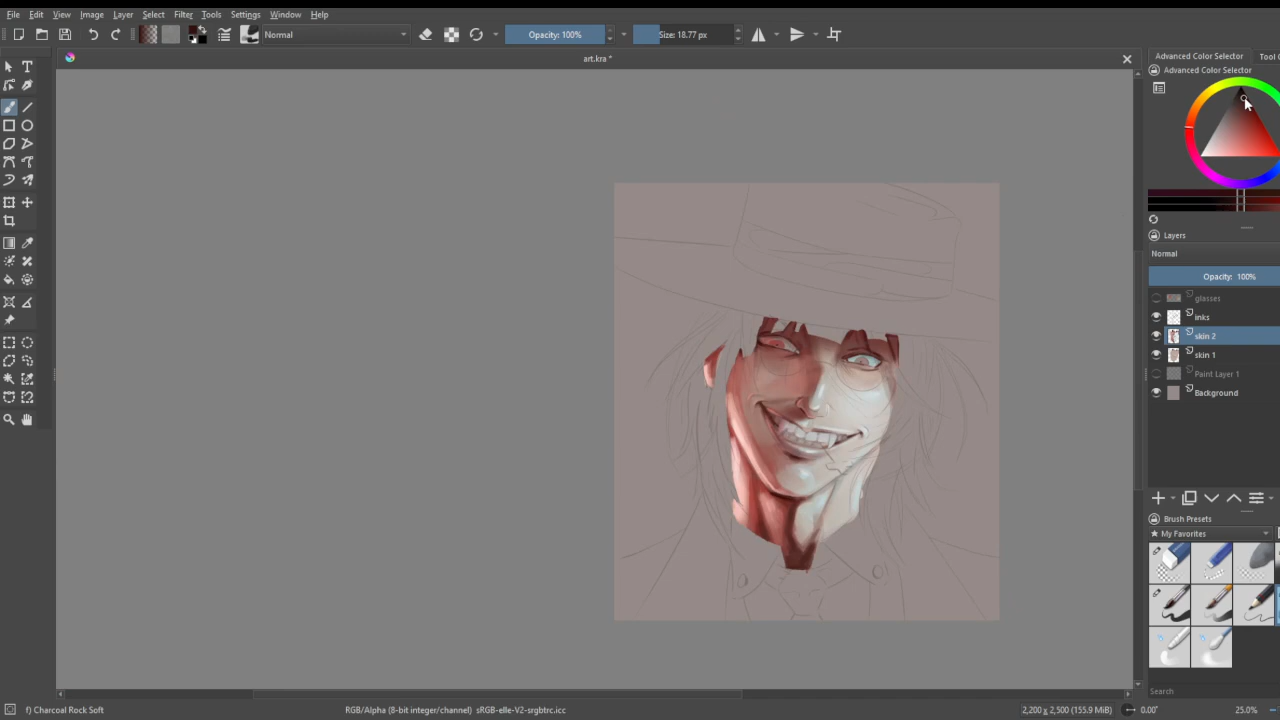 File Edit View Image Layer Select Filter Tools Settings Window Help
Normal
Opacity: 100%
Size: 18.77 px
art.kra *
Advanced Color Selector
Tool
Advanced Color Selector
Layers
Normal
Opacity: 100%
glasses
inks
skin 2
skin 1
Paint Layer 1
Background
Brush Presets
★ My Favorites
Search
f) Charcoal Rock Soft
RGB/Alpha (8-bit integer/channel) sRGB-elle-V2-srgbtrc.icc
2,200 x 2,500 (155.9 MiB)
0.00°
25.0%